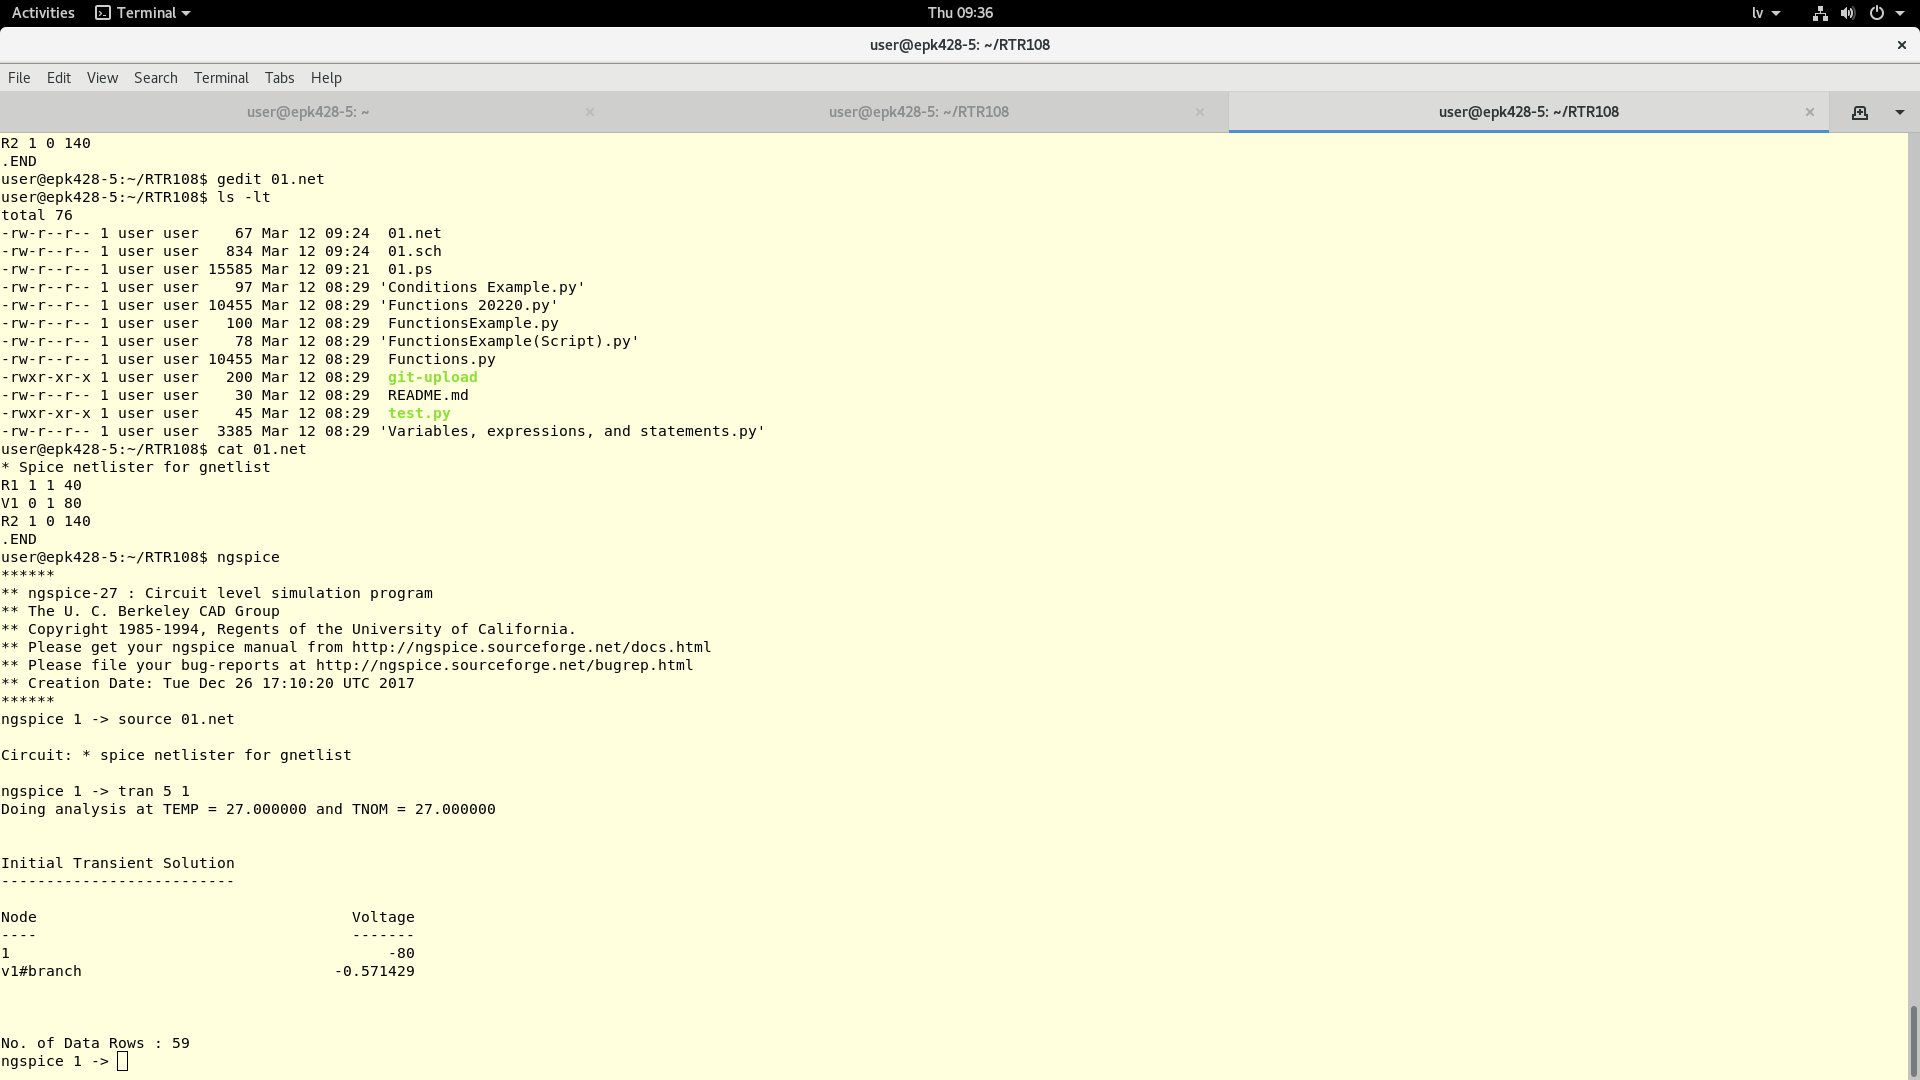 Activities Terminal Thu 09:36 lv
user@epk428-5: ~/RTR108
File Edit View Search Terminal Tabs Help
user@epk428-5: ~ user@epk428-5: ~/RTR108 user@epk428-5: ~/RTR108
R2 1 0 140
.END
user@epk428-5:~/RTR108$ gedit 01.net
user@epk428-5:~/RTR108$ ls -lt
total 76
-rw-r--r-- 1 user user    67 Mar 12 09:24  01.net
-rw-r--r-- 1 user user   834 Mar 12 09:24  01.sch
-rw-r--r-- 1 user user 15585 Mar 12 09:21  01.ps
-rw-r--r-- 1 user user    97 Mar 12 08:29 'Conditions Example.py'
-rw-r--r-- 1 user user 10455 Mar 12 08:29 'Functions 20220.py'
-rw-r--r-- 1 user user   100 Mar 12 08:29  FunctionsExample.py
-rw-r--r-- 1 user user    78 Mar 12 08:29 'FunctionsExample(Script).py'
-rw-r--r-- 1 user user 10455 Mar 12 08:29  Functions.py
-rwxr-xr-x 1 user user   200 Mar 12 08:29  git-upload
-rw-r--r-- 1 user user    30 Mar 12 08:29  README.md
-rwxr-xr-x 1 user user    45 Mar 12 08:29  test.py
-rw-r--r-- 1 user user  3385 Mar 12 08:29 'Variables, expressions, and statements.py'
user@epk428-5:~/RTR108$ cat 01.net
* Spice netlister for gnetlist
R1 1 1 40
V1 0 1 80
R2 1 0 140
.END
user@epk428-5:~/RTR108$ ngspice
******
** ngspice-27 : Circuit level simulation program
** The U. C. Berkeley CAD Group
** Copyright 1985-1994, Regents of the University of California.
** Please get your ngspice manual from http://ngspice.sourceforge.net/docs.html
** Please file your bug-reports at http://ngspice.sourceforge.net/bugrep.html
** Creation Date: Tue Dec 26 17:10:20 UTC 2017
******
ngspice 1 -> source 01.net
Circuit: * spice netlister for gnetlist
ngspice 1 -> tran 5 1
Doing analysis at TEMP = 27.000000 and TNOM = 27.000000
Initial Transient Solution
--------------------------
Node                                   Voltage
----                                   -------
1                                          -80
v1#branch                            -0.571429
No. of Data Rows : 59
ngspice 1 ->